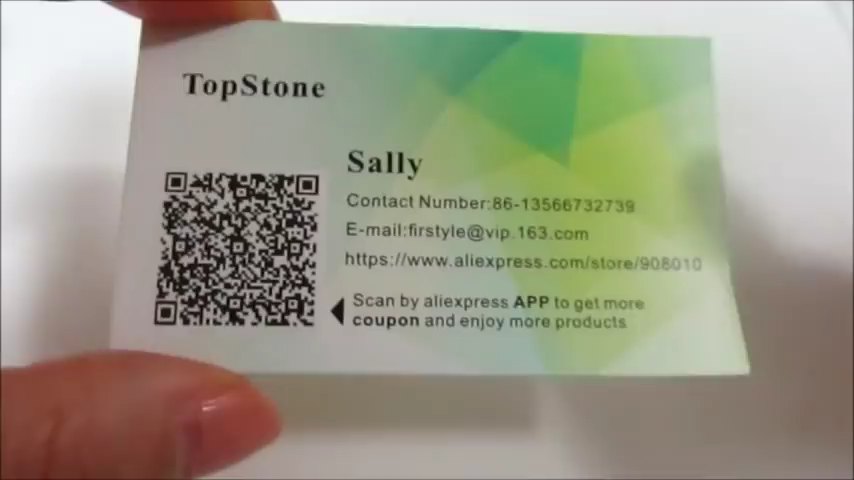 TopStone
Sally
Contact Number:86-13566732739
E-mail:firstyle@vip.163.com
https://www.aliexpress.com/store/908010
Scan by aliexpress APP to get more
coupon and enjoy more products